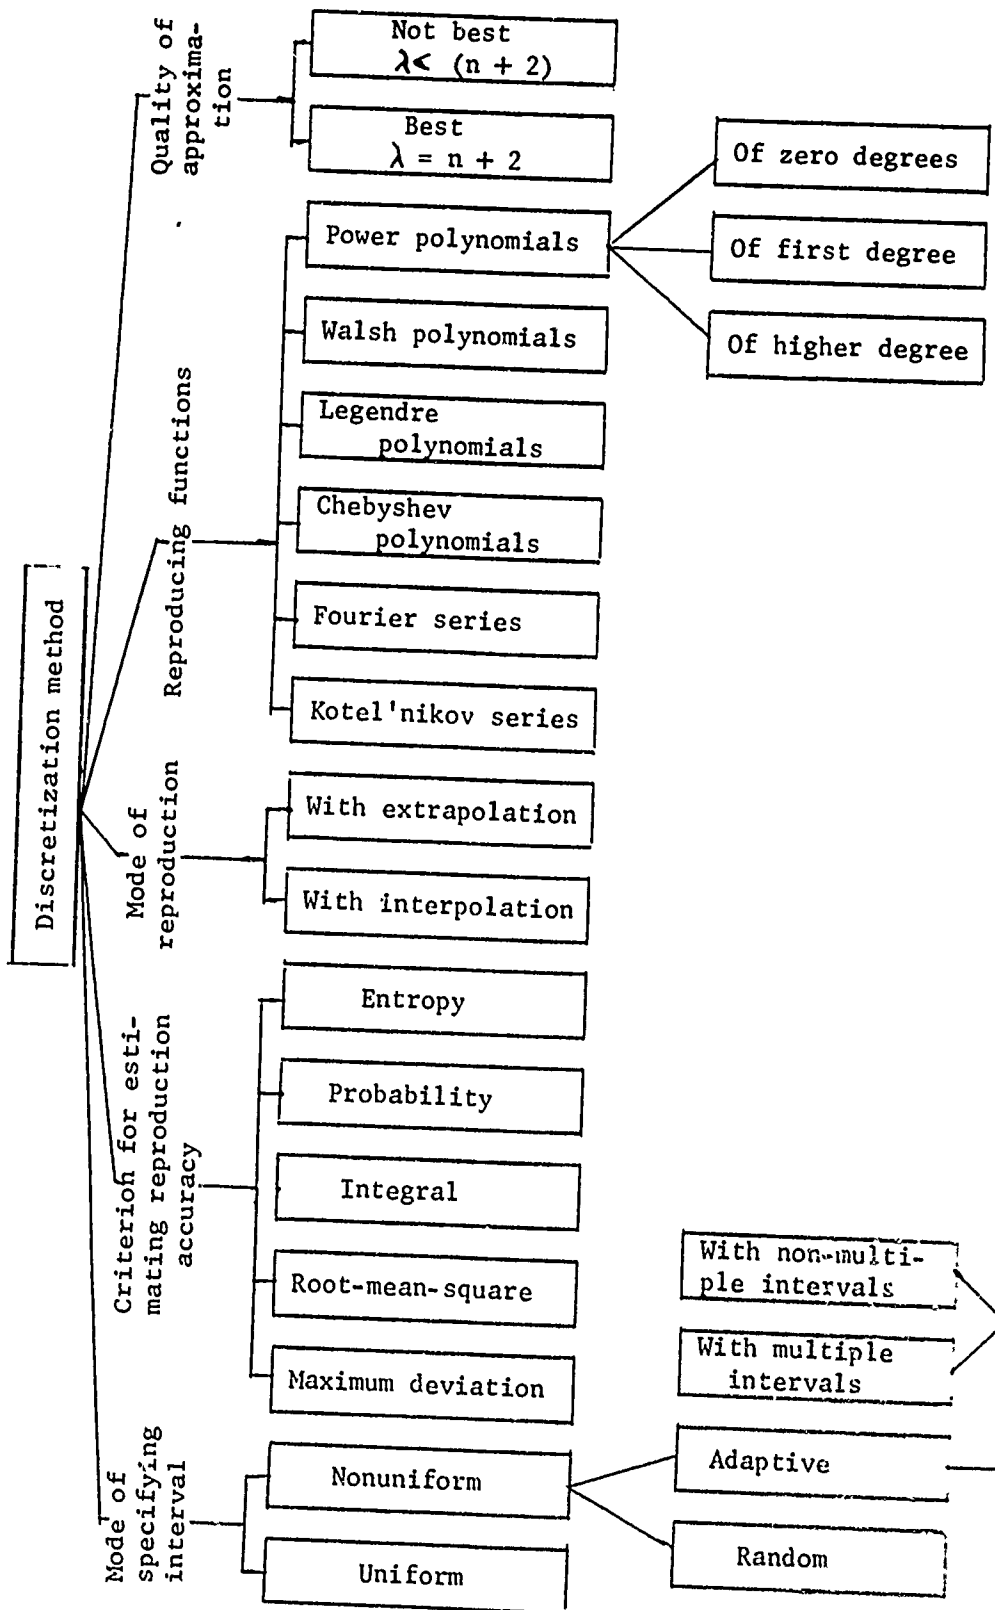 Discretization method
Quality of
approxima-
tion
Not best
λ< (n + 2)
Best
λ = n + 2
Reproducing functions
Power polynomials
Of zero degrees
Of first degree
Of higher degree
Walsh polynomials
Legendre
polynomials
Chebyshev
polynomials
Fourier series
Kotel'nikov series
Mode of
reproduction
With extrapolation
With interpolation
Criterion for esti-
mating reproduction
accuracy
Entropy
Probability
Integral
Root-mean-square
Maximum deviation
Mode of
specifying
interval
Nonuniform
Uniform
Adaptive
Random
With non-multi-
ple intervals
With multiple
intervals